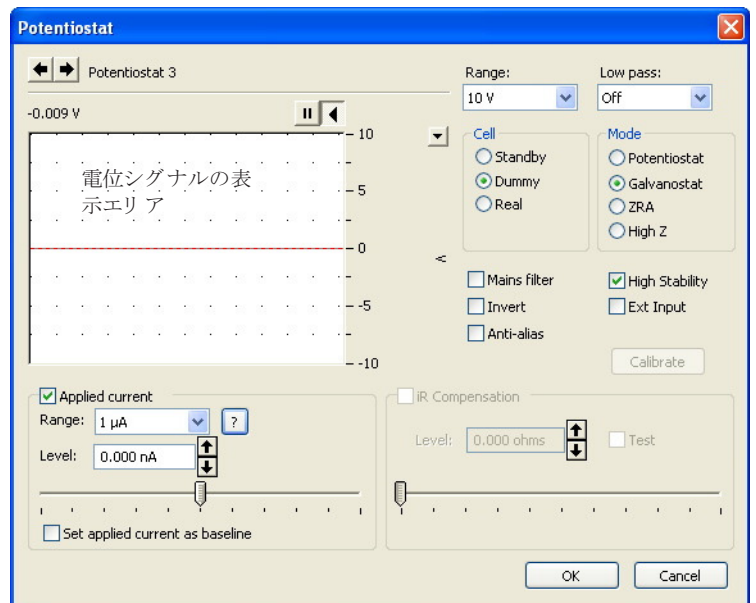 Potentiostat
Potentiostat 3
Range:
Low pass:
10 V
Off
-0.009 V
10
5
0
-5
-10
V
電位シグナルの表
示エリア
Cell
Standby
Dummy
Real
Mode
Potentiostat
Galvanostat
ZRA
High Z
Mains filter
High Stability
Invert
Ext Input
Anti-alias
Calibrate
Applied current
Range:
1 µA
?
Level:
0.000 nA
Set applied current as baseline
iR Compensation
Level:
0.000 ohms
Test
OK
Cancel